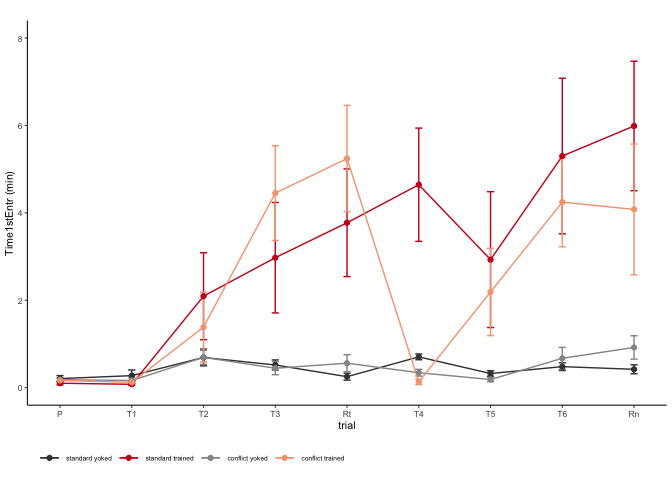 8
6
4
2
0
Time1stEntr (min)
P T1 T2 T3 Rt T4 T5 T6 Rn
trial
standard yoked standard trained conflict yoked conflict trained